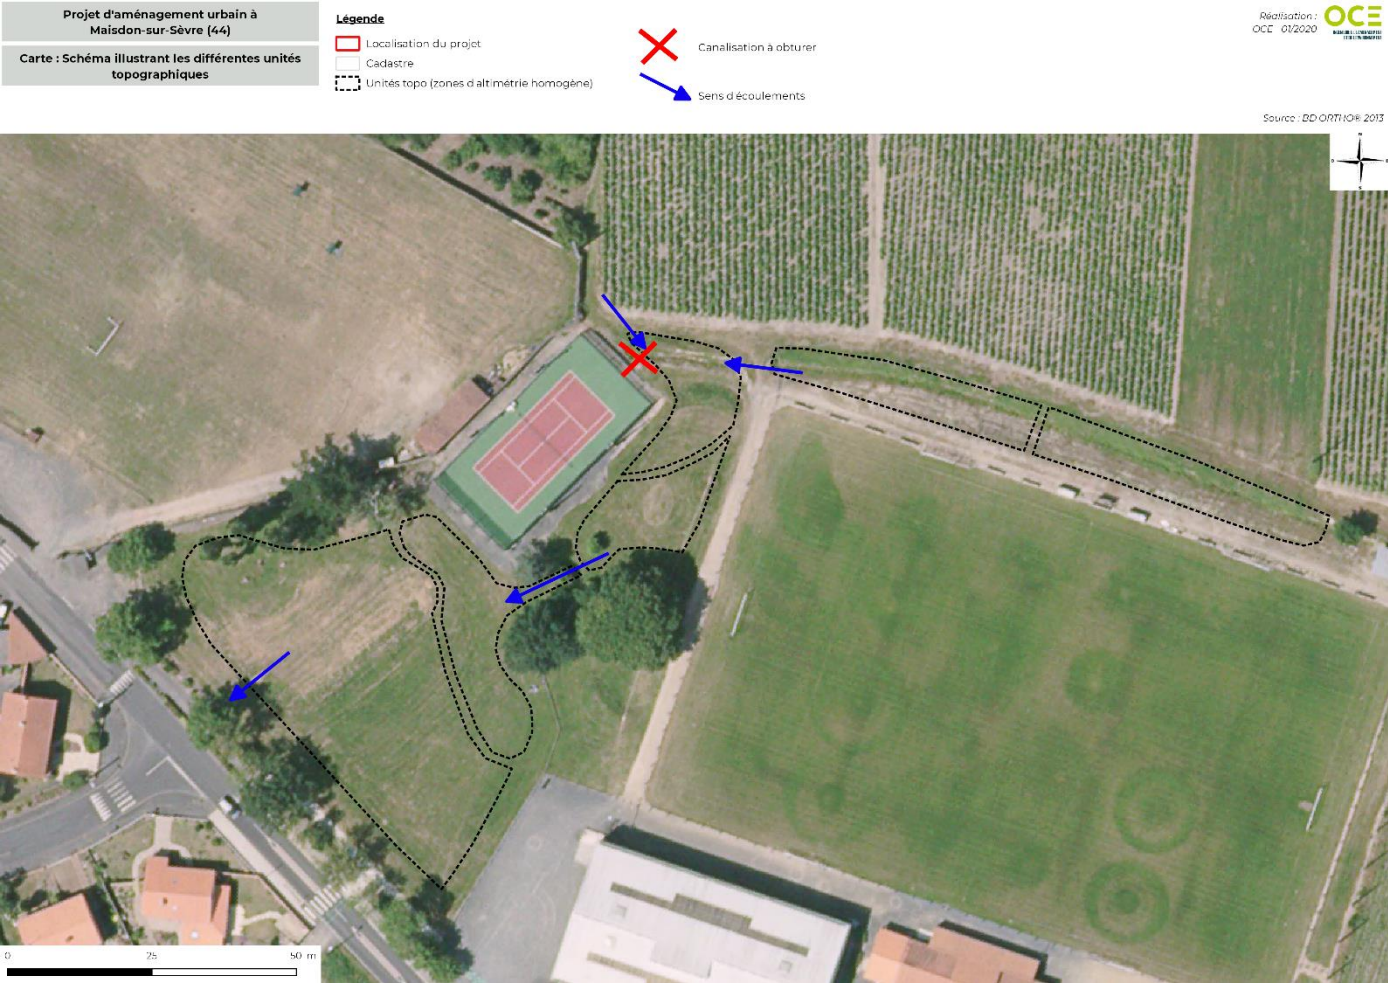 Projet d'aménagement urbain à
Maisdon-sur-Sèvre (44)
Carte : Schéma illustrant les différentes unités
topographiques
Légende
Localisation du projet
Cadastre
Unités topo (zones d'altimétrie homogène)
Canalisation à obturer
Sens d'écoulements
Réalisation :
OCE 01/2020
OCE
Source : BD ORTHO® 2013
0 25 50 m